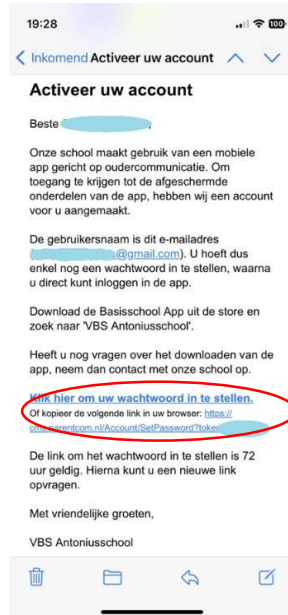 19:28
100
Inkomend Activeer uw account
Activeer uw account
Beste
Onze school maakt gebruik van een mobiele
app gericht op oudercommunicatie. Om
toegang te krijgen tot de afgeschermde
onderdelen van de app, hebben wij een account
voor u aangemaakt.
De gebruikersnaam is dit e-mailadres
( @gmail.com). U hoeft dus
enkel nog een wachtwoord in te stellen, waarna
u direct kunt inloggen in de app.
Download de Basisschool App uit de store en
zoek naar 'VBS Antoniusschool'.
Heeft u nog vragen over het downloaden van de
app, neem dan contact met onze school op.
Klik hier om uw wachtwoord in te stellen.
Of kopieer de volgende link in uw browser: https://
cms.parentcom.nl/Account/SetPassword?token
De link om het wachtwoord in te stellen is 72
uur geldig. Hierna kunt u een nieuwe link
opvragen.
Met vriendelijke groeten,
VBS Antoniusschool